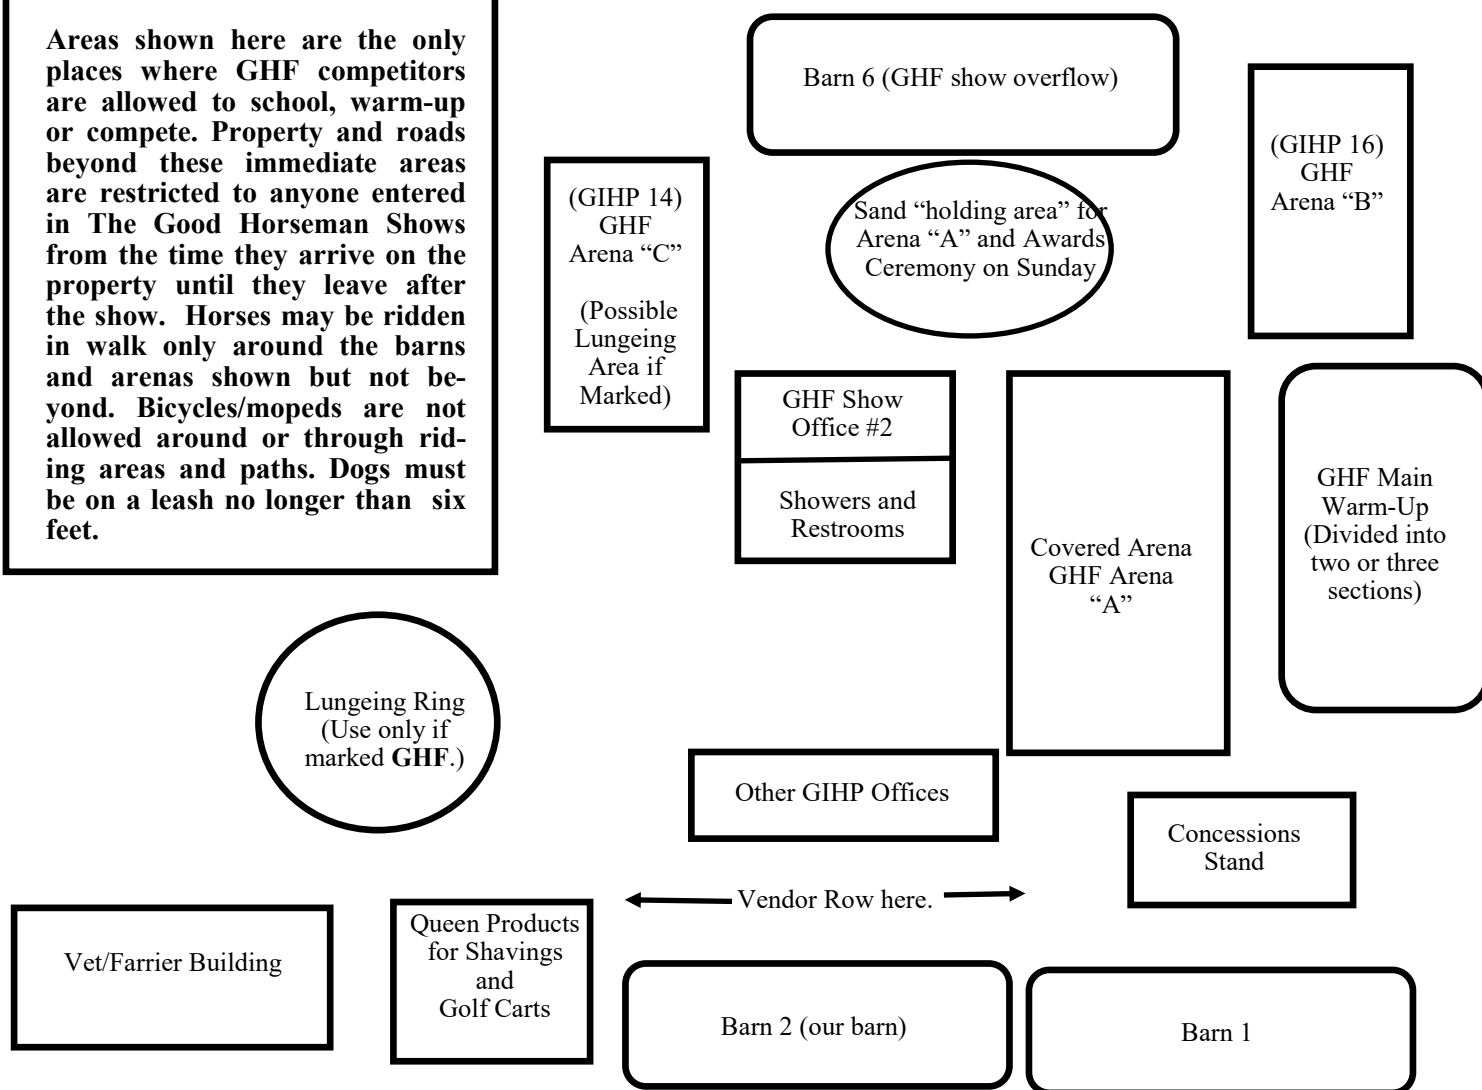 Areas shown here are the only
places where GHF competitors
are allowed to school, warm-up
or compete. Property and roads
beyond these immediate areas
are restricted to anyone entered
in The Good Horseman Shows
from the time they arrive on the
property until they leave after
the show.  Horses may be ridden
in walk only around the barns
and arenas shown but not be-
yond. Bicycles/mopeds are not
allowed around or through rid-
ing areas and paths. Dogs must
be on a leash no longer than  six
feet.
Barn 6 (GHF show overflow)
(GIHP 16)
GHF
Arena “B”
(GIHP 14)
GHF
Arena “C”
(Possible
Lungeing
Area if
Marked)
Sand “holding area” for
Arena “A” and Awards
Ceremony on Sunday
GHF Show
Office #2
Showers and
Restrooms
Covered Arena
GHF Arena
“A”
GHF Main
Warm-Up
(Divided into
two or three
sections)
Lungeing Ring
(Use only if
marked GHF.)
Other GIHP Offices
Concessions
Stand
Vendor Row here.
Vet/Farrier Building
Queen Products
for Shavings
and
Golf Carts
Barn 2 (our barn)
Barn 1